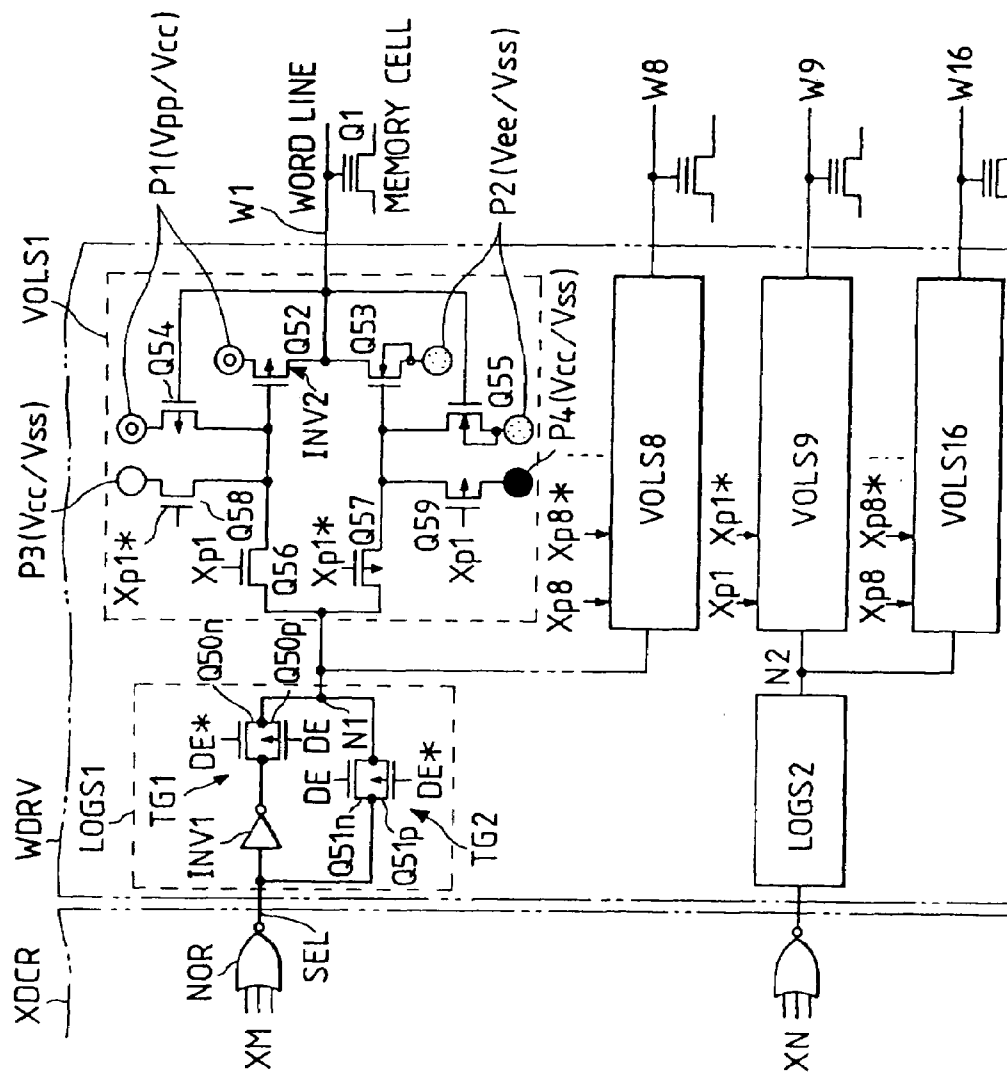 XDCR
WDRV
LOGS1
TG1
DE*
Q50n
Q50p
DE
NOR
XM
SEL
INV1
N1
DE
DE*
Q51n
Q51p
TG2
P3(Vcc/Vss)
VOLS1
Xp1*
Q58
Q54
P1(Vpp/Vcc)
W1
WORD LINE
Xp1
Q56
Q52
INV2
Q1
MEMORY CELL
Xp1*
Q57
Q53
P2(Vee/Vss)
Q59
Xp1
Q55
P4(Vcc/Vss)
Xp8
Xp8*
VOLS8
W8
Xp1
Xp1*
N2
VOLS9
W9
XN
LOGS2
Xp8
Xp8*
VOLS16
W16